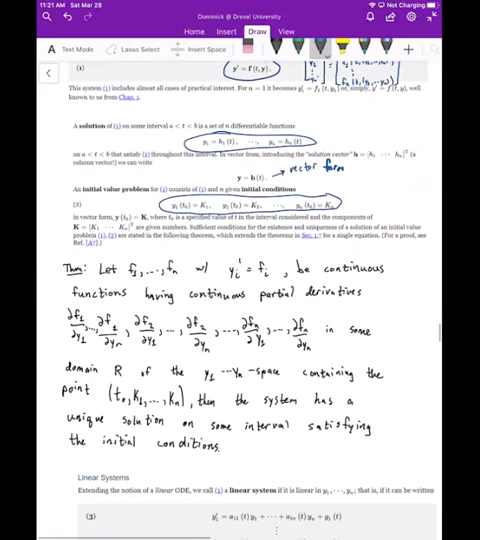 11:21 AM Sat Mar 28
Not Charging
Dominick @ Drexel University
Home Insert Draw View
Text Mode Lasso Select Insert Space
(1) y' = f(t, y).
This system (1) includes almost all cases of practical interest. For n = 1 it becomes y′₁ = f₁(t, y₁) or, simply, y′ = f(t, y), well
known to us from Chap. 1.
A solution of (1) on some interval a < t < b is a set of n differentiable functions
y₁ = h₁(t), ⋯, yₙ = hₙ(t)
on a < t < b that satisfy (1) throughout this interval. In vector from, introducing the "solution vector" h = [h₁ ⋯ hₙ]ᵀ (a
column vector!) we can write
y = h(t). → vector form
An initial value problem for (1) consists of (1) and n given initial conditions
(2) y₁(t₀) = K₁, y₂(t₀) = K₂, ⋯, yₙ(t₀) = Kₙ,
in vector form, y(t₀) = K, where t₀ is a specified value of t in the interval considered and the components of
K = [K₁ ⋯ Kₙ]ᵀ are given numbers. Sufficient conditions for the existence and uniqueness of a solution of an initial value
problem (1), (2) are stated in the following theorem, which extends the theorems in Sec. 1.7 for a single equation. (For a proof, see
Ref. [A7].)
Thm: Let f₁,...,fₙ w/ yᵢ' = fᵢ, be continuous
functions having continuous partial derivatives
∂f₁/∂y₁,..., ∂f₁/∂yₙ, ∂f₂/∂y₁,..., ∂f₂/∂yₙ,..., ∂fₙ/∂y₁,..., ∂fₙ/∂yₙ in some
domain R of the y₁ ⋯ yₙ -space containing the
point (t₀, K₁,..., Kₙ), then the system has a
unique solution on some interval satisfying
the initial conditions.
Linear Systems
Extending the notion of a linear ODE, we call (1) a linear system if it is linear in y₁,⋯, yₙ; that is, if it can be written
(3) y′₁ = a₁₁(t) y₁ + ⋯ + a₁ₙ(t) yₙ + g₁(t)
⋮